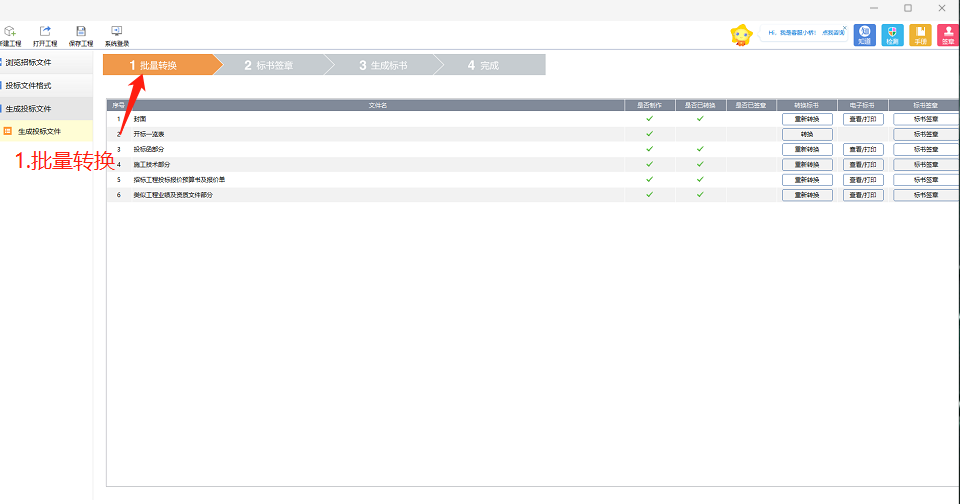 新建工程 打开工程 保存工程 系统登录
Hi，我是客服小桥！ 点我咨询
知道 检测 手册 签章
浏览招标文件
投标文件格式
生成投标文件
生成投标文件
1 批量转换 2 标书签章 3 生成标书 4 完成
1.批量转换
序号 文件名 是否制作 是否已转换 是否已签章 转换标书 电子标书 标书签章
1 封面 重新转换 查看/打印 标书签章
2 开标一览表 转换 标书签章
3 投标函部分 重新转换 查看/打印 标书签章
4 施工技术部分 重新转换 查看/打印 标书签章
5 招标工程投标报价预算书及报价单 重新转换 查看/打印 标书签章
6 类似工程业绩及资质文件部分 重新转换 查看/打印 标书签章